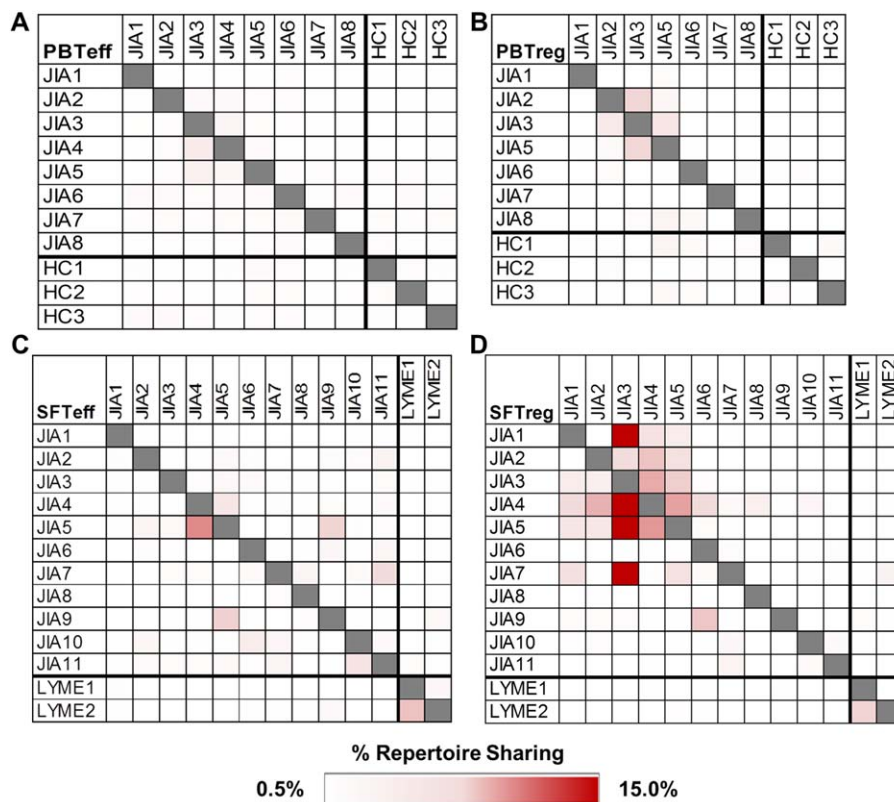 A
PBTeff JIA1 JIA2 JIA3 JIA4 JIA5 JIA6 JIA7 JIA8 HC1 HC2 HC3
JIA1
JIA2
JIA3
JIA4
JIA5
JIA6
JIA7
JIA8
HC1
HC2
HC3
B
PBTreg JIA1 JIA2 JIA3 JIA5 JIA6 JIA7 JIA8 HC1 HC2 HC3
JIA1
JIA2
JIA3
JIA5
JIA6
JIA7
JIA8
HC1
HC2
HC3
C
SFTeff JIA1 JIA2 JIA3 JIA4 JIA5 JIA6 JIA7 JIA8 JIA9 JIA10 JIA11 LYME1 LYME2
JIA1
JIA2
JIA3
JIA4
JIA5
JIA6
JIA7
JIA8
JIA9
JIA10
JIA11
LYME1
LYME2
D
SFTreg JIA1 JIA2 JIA3 JIA4 JIA5 JIA6 JIA7 JIA8 JIA9 JIA10 JIA11 LYME1 LYME2
JIA1
JIA2
JIA3
JIA4
JIA5
JIA6
JIA7
JIA8
JIA9
JIA10
JIA11
LYME1
LYME2
% Repertoire Sharing
0.5% 15.0%